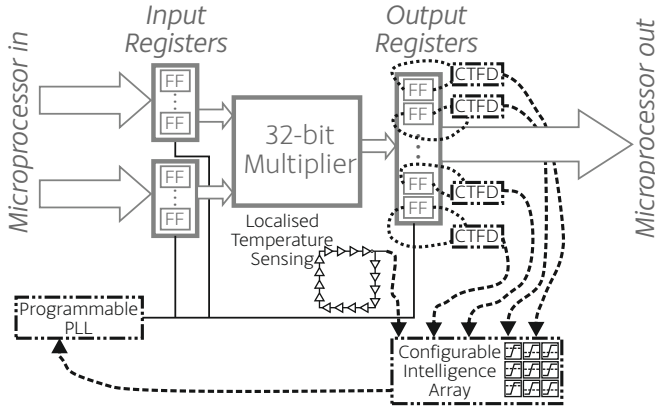 Input
Registers
Output
Registers
Microprocessor in
Microprocessor out
FF
FF
FF
FF
32-bit
Multiplier
FF
FF
FF
FF
CTFD
CTFD
CTFD
CTFD
Localised
Temperature
Sensing
Programmable
PLL
Configurable
Intelligence
Array